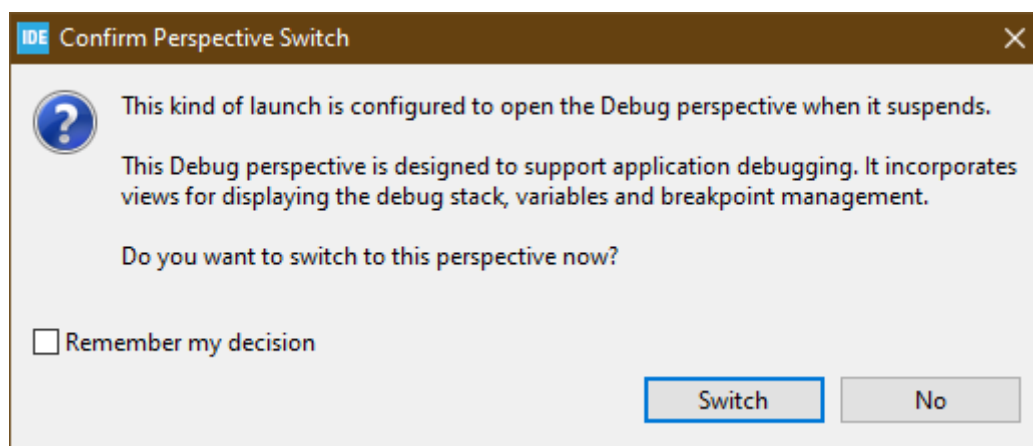 IDE Confirm Perspective Switch
This kind of launch is configured to open the Debug perspective when it suspends.
This Debug perspective is designed to support application debugging. It incorporates
views for displaying the debug stack, variables and breakpoint management.
Do you want to switch to this perspective now?
Remember my decision
Switch No